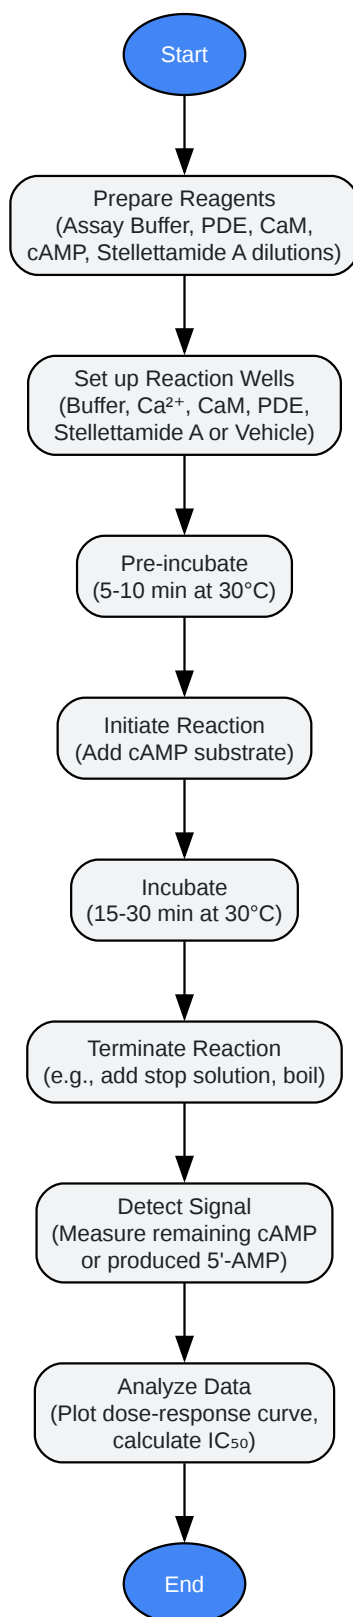 Start
Prepare Reagents
(Assay Buffer, PDE, CaM,
cAMP, Stellettamide A dilutions)
Set up Reaction Wells
(Buffer, Ca²⁺, CaM, PDE,
Stellettamide A or Vehicle)
Pre-incubate
(5-10 min at 30°C)
Initiate Reaction
(Add cAMP substrate)
Incubate
(15-30 min at 30°C)
Terminate Reaction
(e.g., add stop solution, boil)
Detect Signal
(Measure remaining cAMP
or produced 5'-AMP)
Analyze Data
(Plot dose-response curve,
calculate IC₅₀)
End